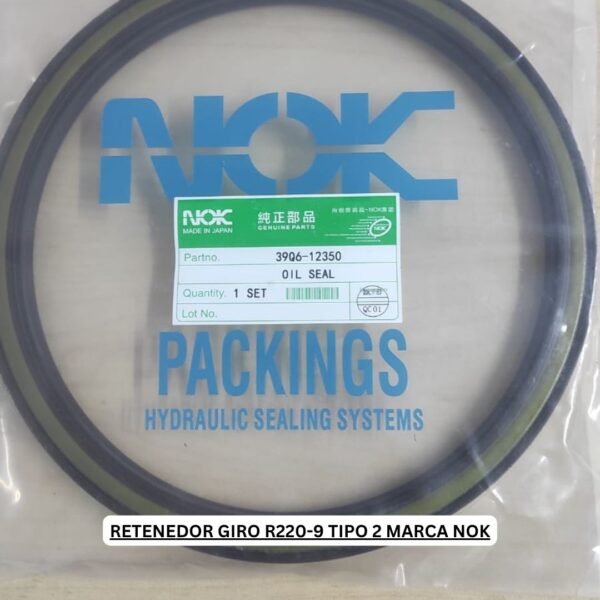 NOK
NOK
MADE IN JAPAN
純正部品
GENUINE PARTS
Partno. 39Q6-12350
OIL SEAL
Quantity. 1 SET
QC01
Lot No.
PACKINGS
HYDRAULIC SEALING SYSTEMS
RETENEDOR GIRO R220-9 TIPO 2 MARCA NOK